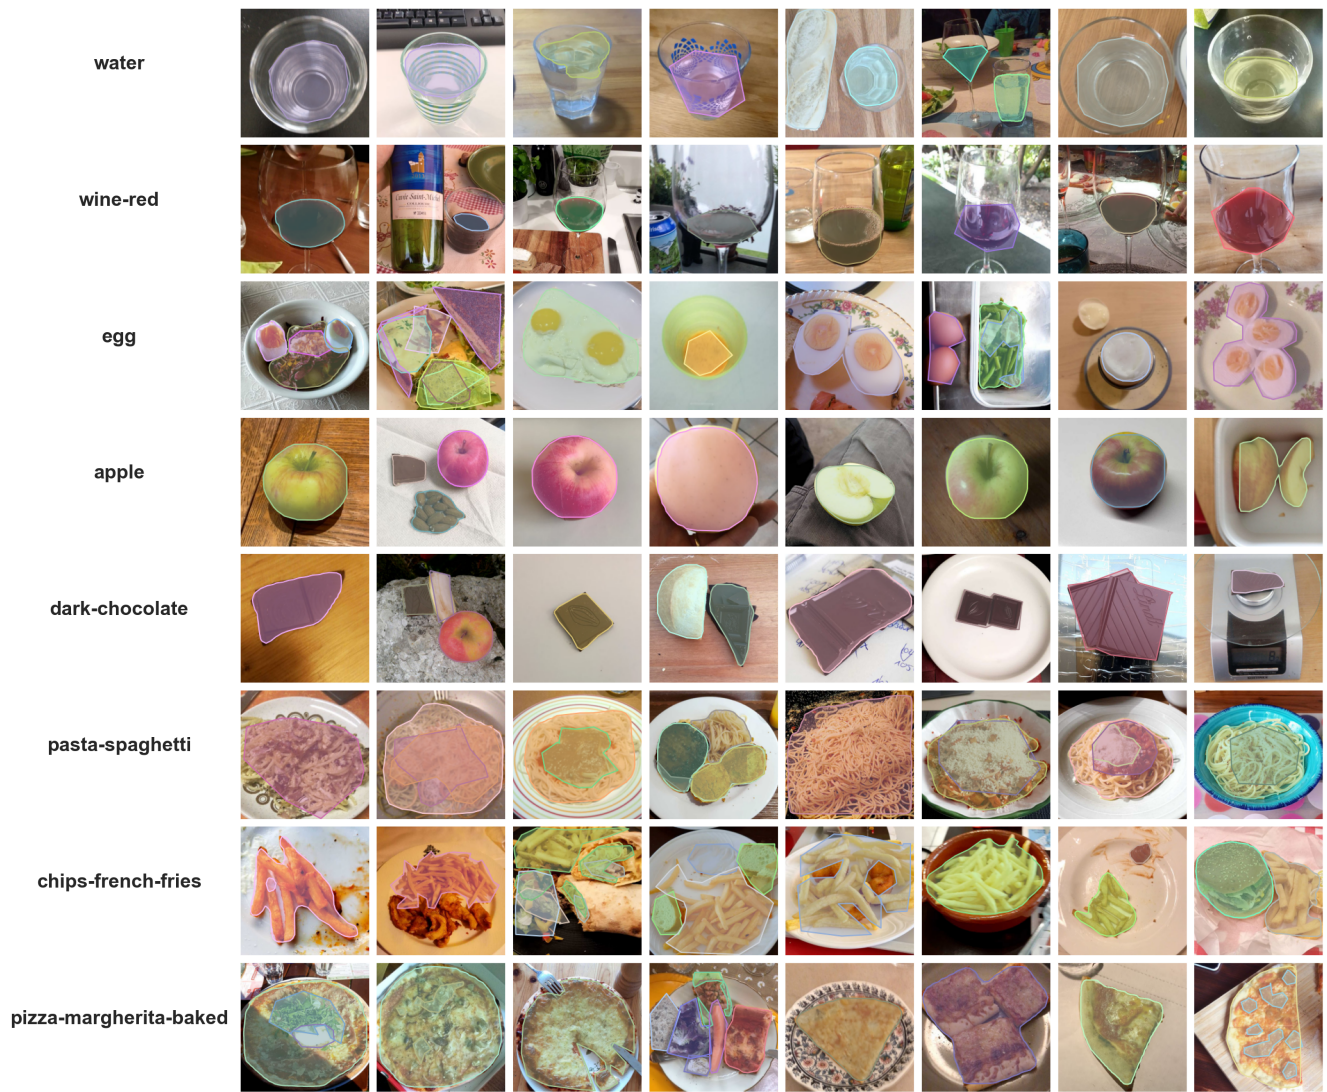 water
wine-red
egg
apple
dark-chocolate
pasta-spaghetti
chips-french-fries
pizza-margherita-baked